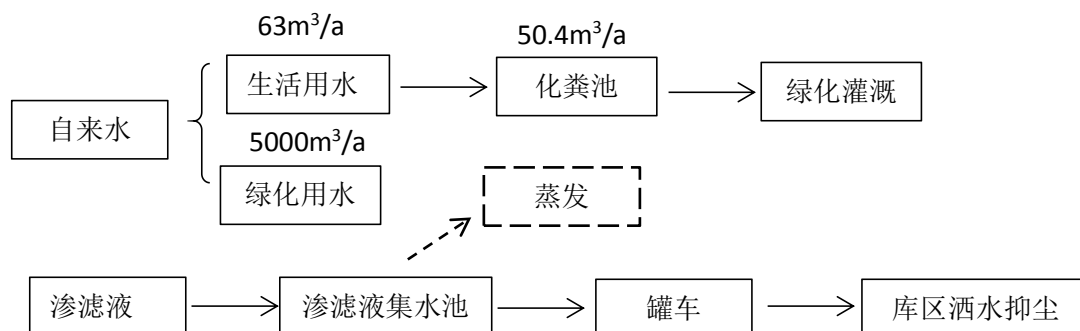 63m³/a
50.4m³/a
生活用水
化粪池
绿化灌溉
自来水
5000m³/a
绿化用水
蒸发
渗滤液
渗滤液集水池
罐车
库区洒水抑尘